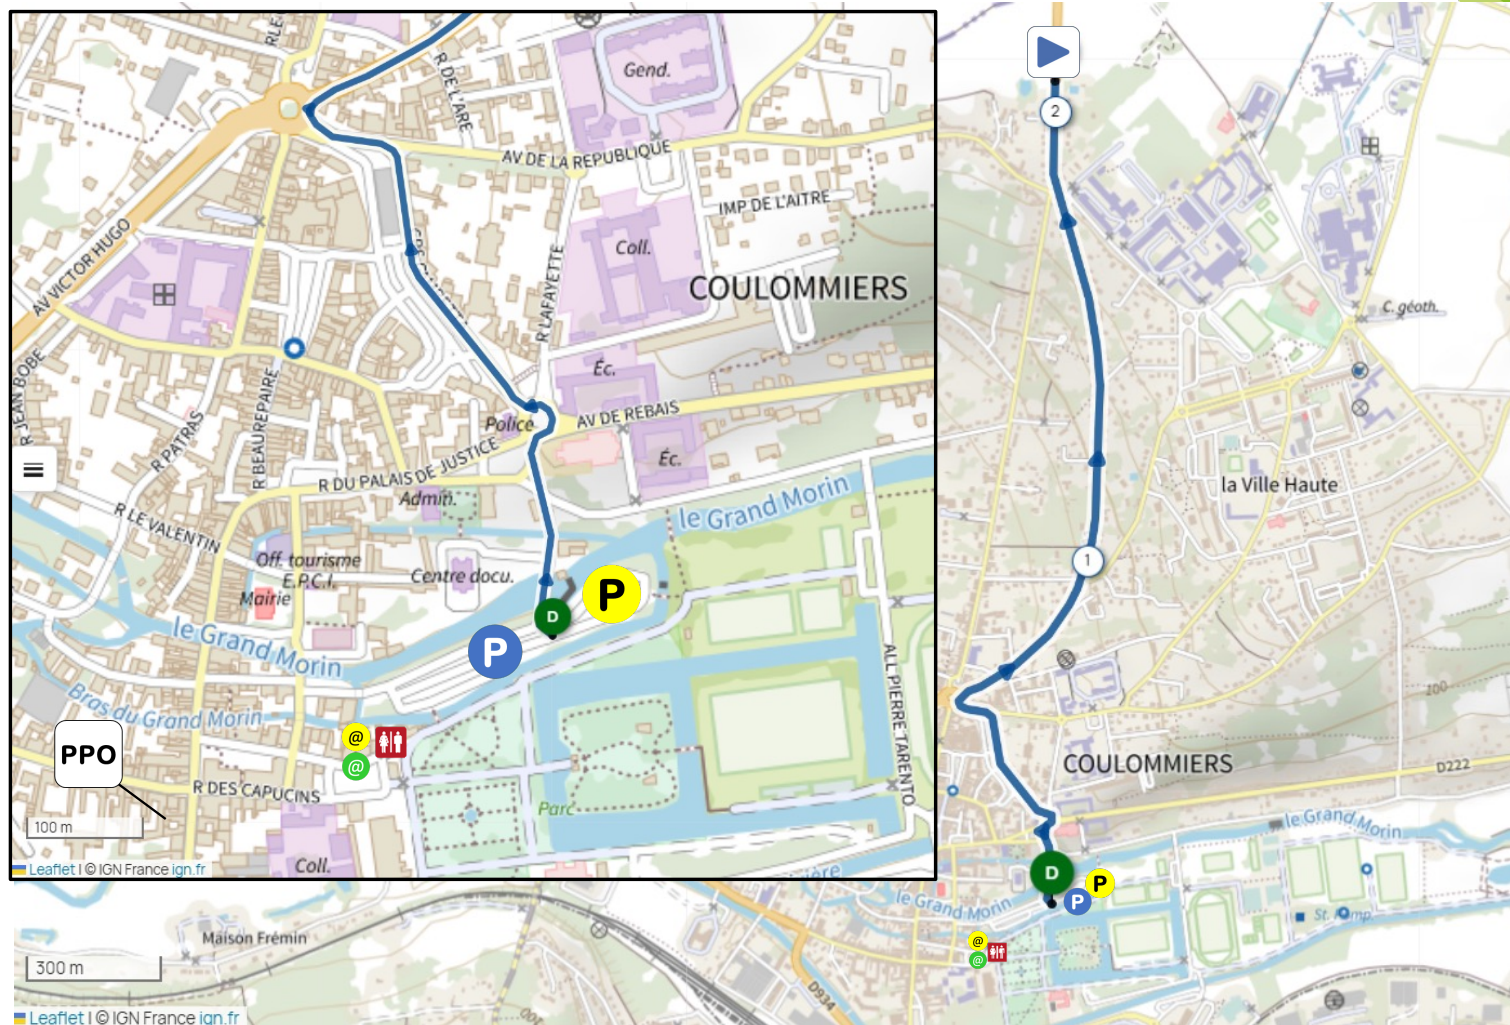 Gend.
R DE L'ARE
AV DE LA REPUBLIQUE
IMP DE L'AITRE
Coll.
AV VICTOR HUGO
R LAFAYETTE
COULOMMIERS
R JEAN BOBE
R PATRAS
R BEAUREPAIRE
Éc.
Police
AV DE REBAIS
R DU PALAIS DE JUSTICE
Éc.
Admin.
le Grand Morin
R LE VALENTIN
Off. tourisme
E.P.C.I.
Mairie
Centre docu.
P
D
P
le Grand Morin
ALL PIERRE TARENTO
Bras du Grand Morin
PPO
@
@
R DES CAPUCINS
Parc
100 m
Coll.
Leaflet | © IGN France ign.fr
2
C. géoth.
la Ville Haute
1
200
COULOMMIERS
D222
le Grand Morin
D
P
P
le Grand Morin
@
@
Maison Frémin
D934
300 m
Leaflet | © IGN France ign.fr